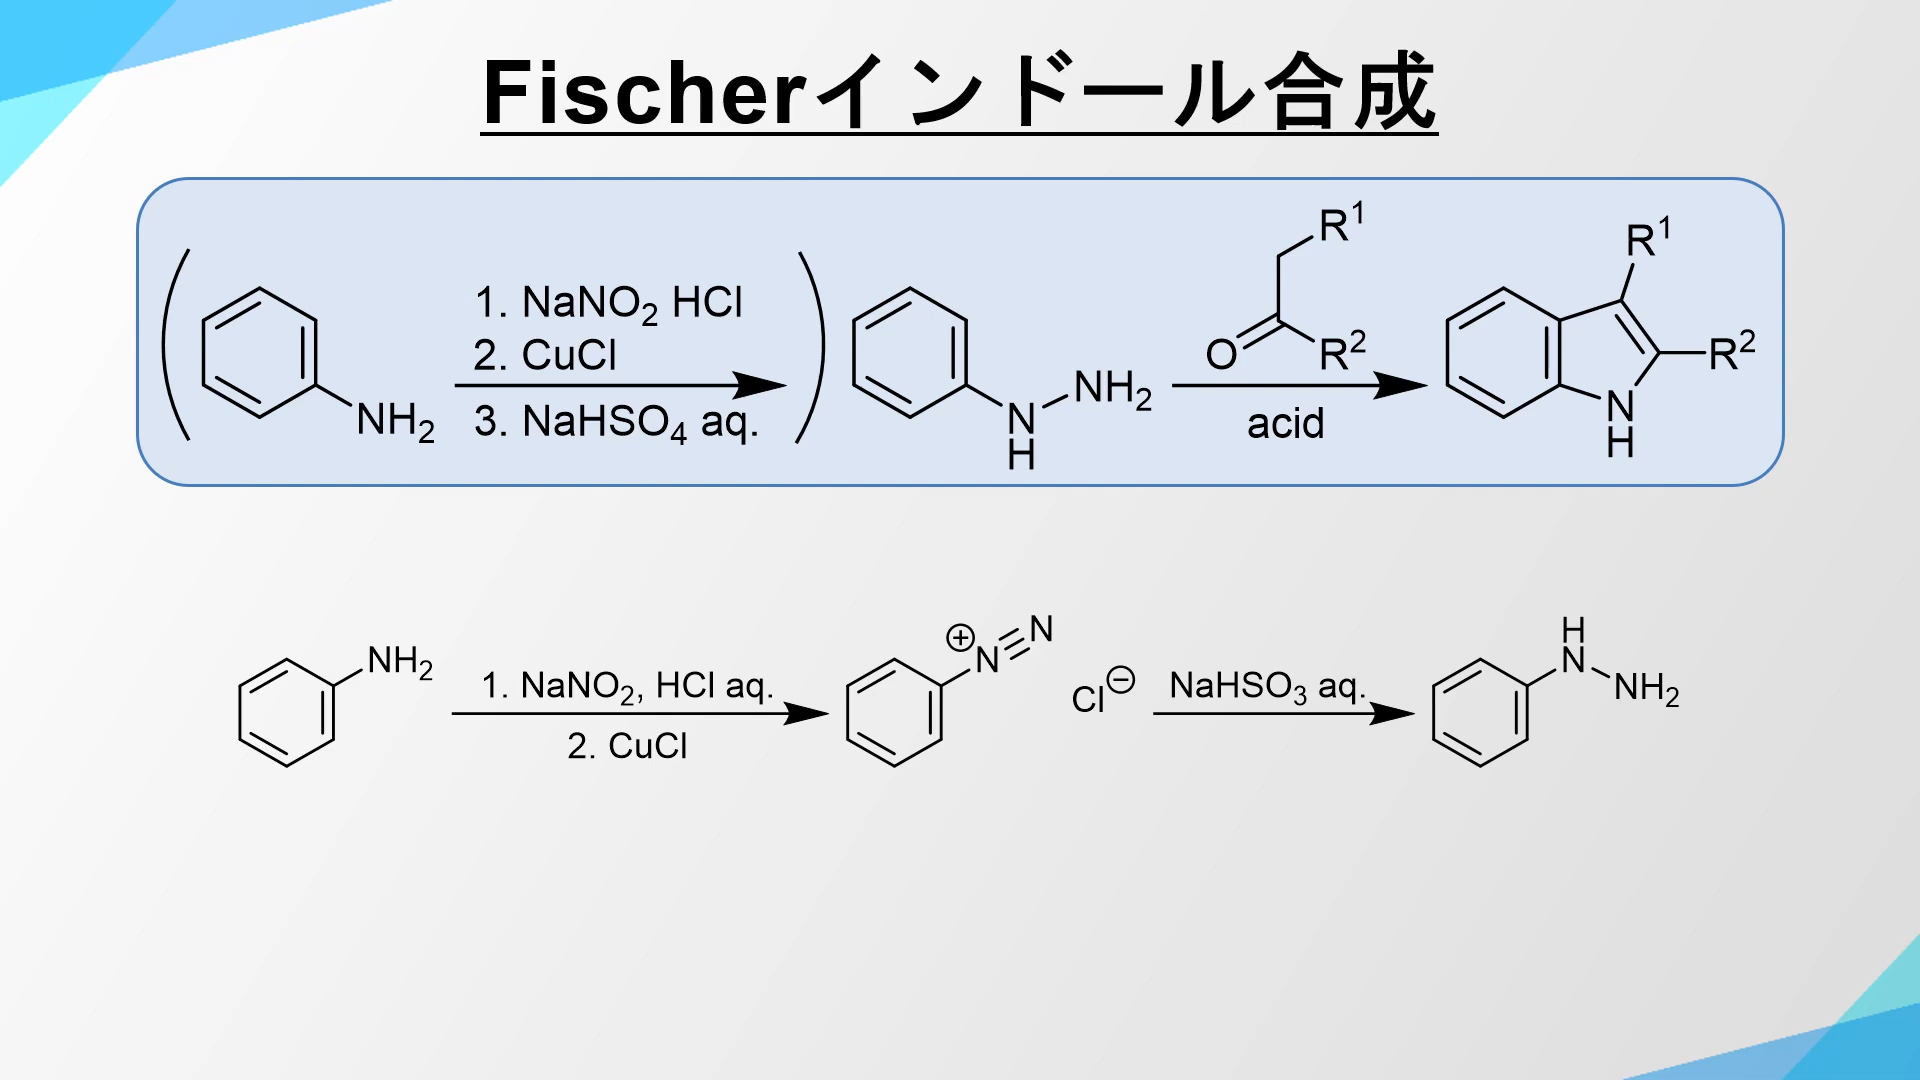 Fischerインドール合成
NH2
1. NaNO2 HCl
2. CuCl
3. NaHSO4 aq.
N
H
NH2
R1
O
R2
acid
R1
R2
N
H
NH2
1. NaNO2, HCl aq.
2. CuCl
⊕
N
N
Cl⊖
NaHSO3 aq.
H
N
NH2